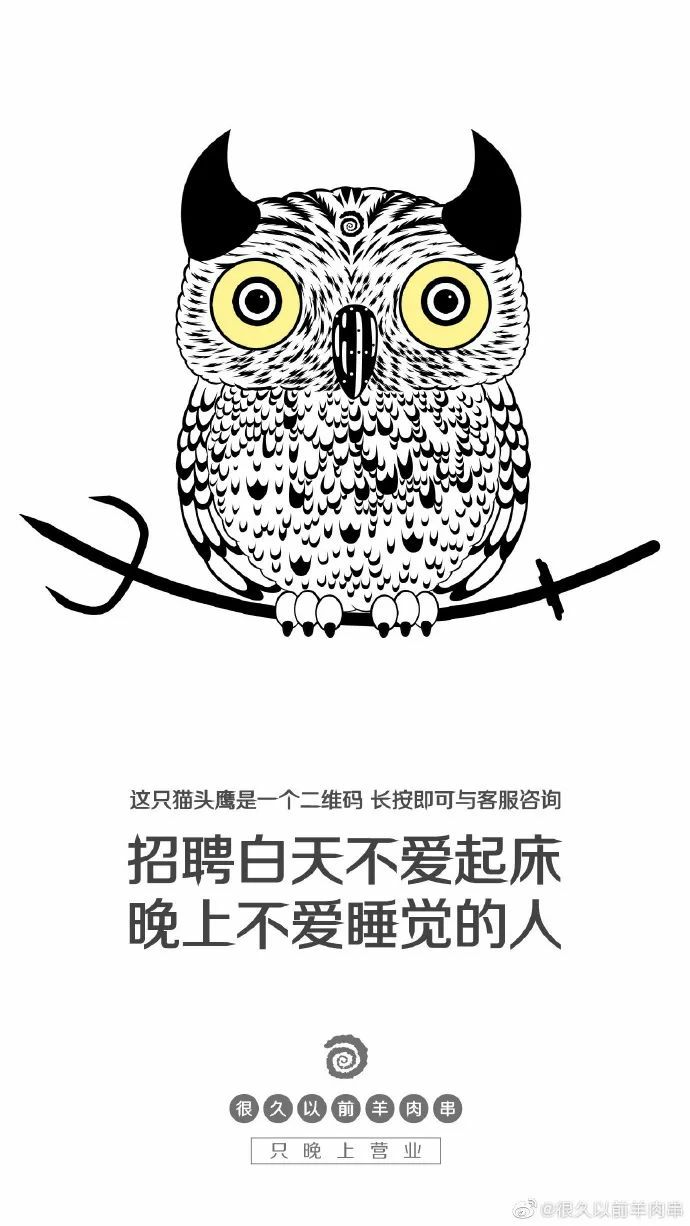 这只猫头鹰是一个二维码 长按即可与客服咨询
招聘白天不爱起床
晚上不爱睡觉的人
很久以前羊肉串
只晚上营业
@很久以前羊肉串